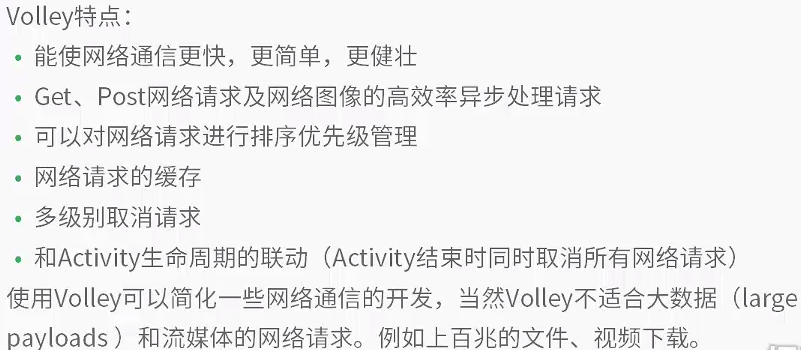 Volley特点：
• 能使网络通信更快，更简单，更健壮
• Get、Post网络请求及网络图像的高效率异步处理请求
• 可以对网络请求进行排序优先级管理
• 网络请求的缓存
• 多级别取消请求
• 和Activity生命周期的联动（Activity结束时同时取消所有网络请求）
使用Volley可以简化一些网络通信的开发，当然Volley不适合大数据（large
payloads ）和流媒体的网络请求。例如上百兆的文件、视频下载。